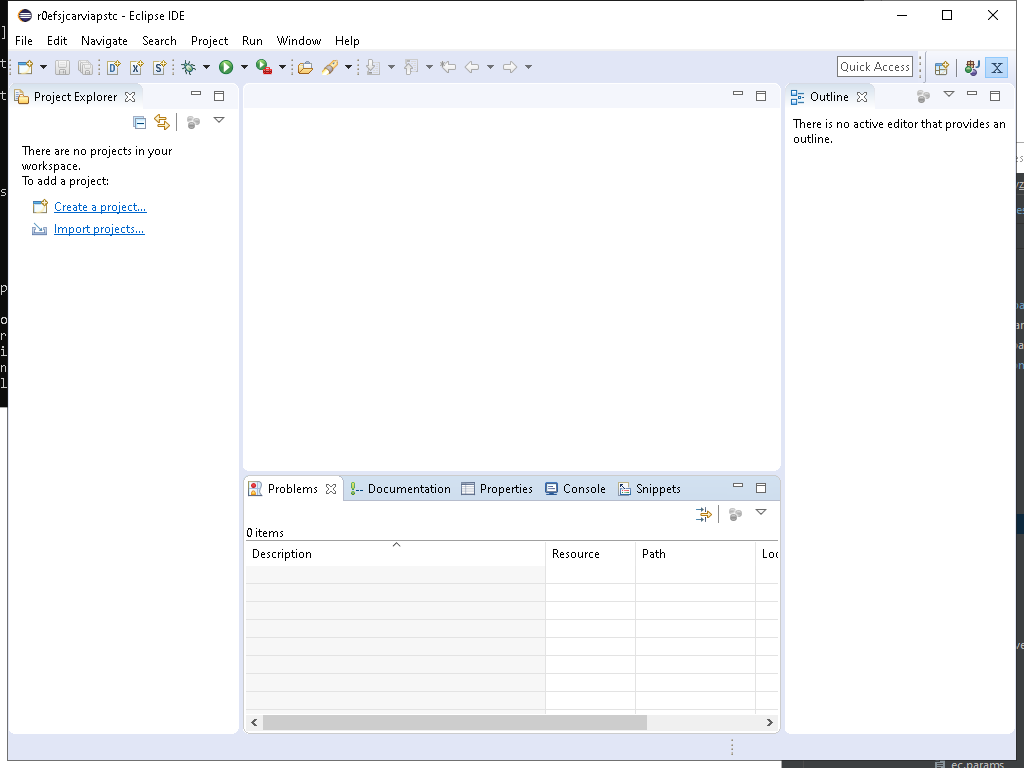 r0efsjcarviapstc - Eclipse IDE
File Edit Navigate Search Project Run Window Help
Quick Access
Project Explorer
There are no projects in your
workspace.
To add a project:
Create a project...
Import projects...
Outline
There is no active editor that provides an
outline.
Problems Documentation Properties Console Snippets
0 items
Description Resource Path Loc
ec.params